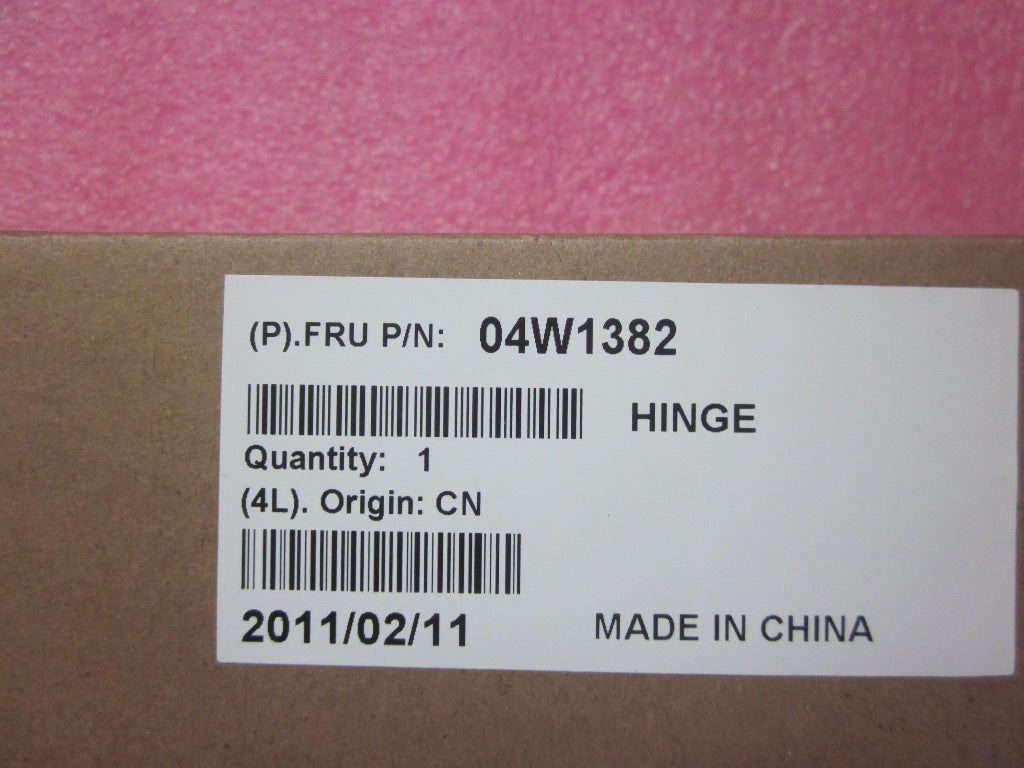 (P).FRU P/N: 04W1382
HINGE
Quantity: 1
(4L). Origin: CN
2011/02/11 MADE IN CHINA